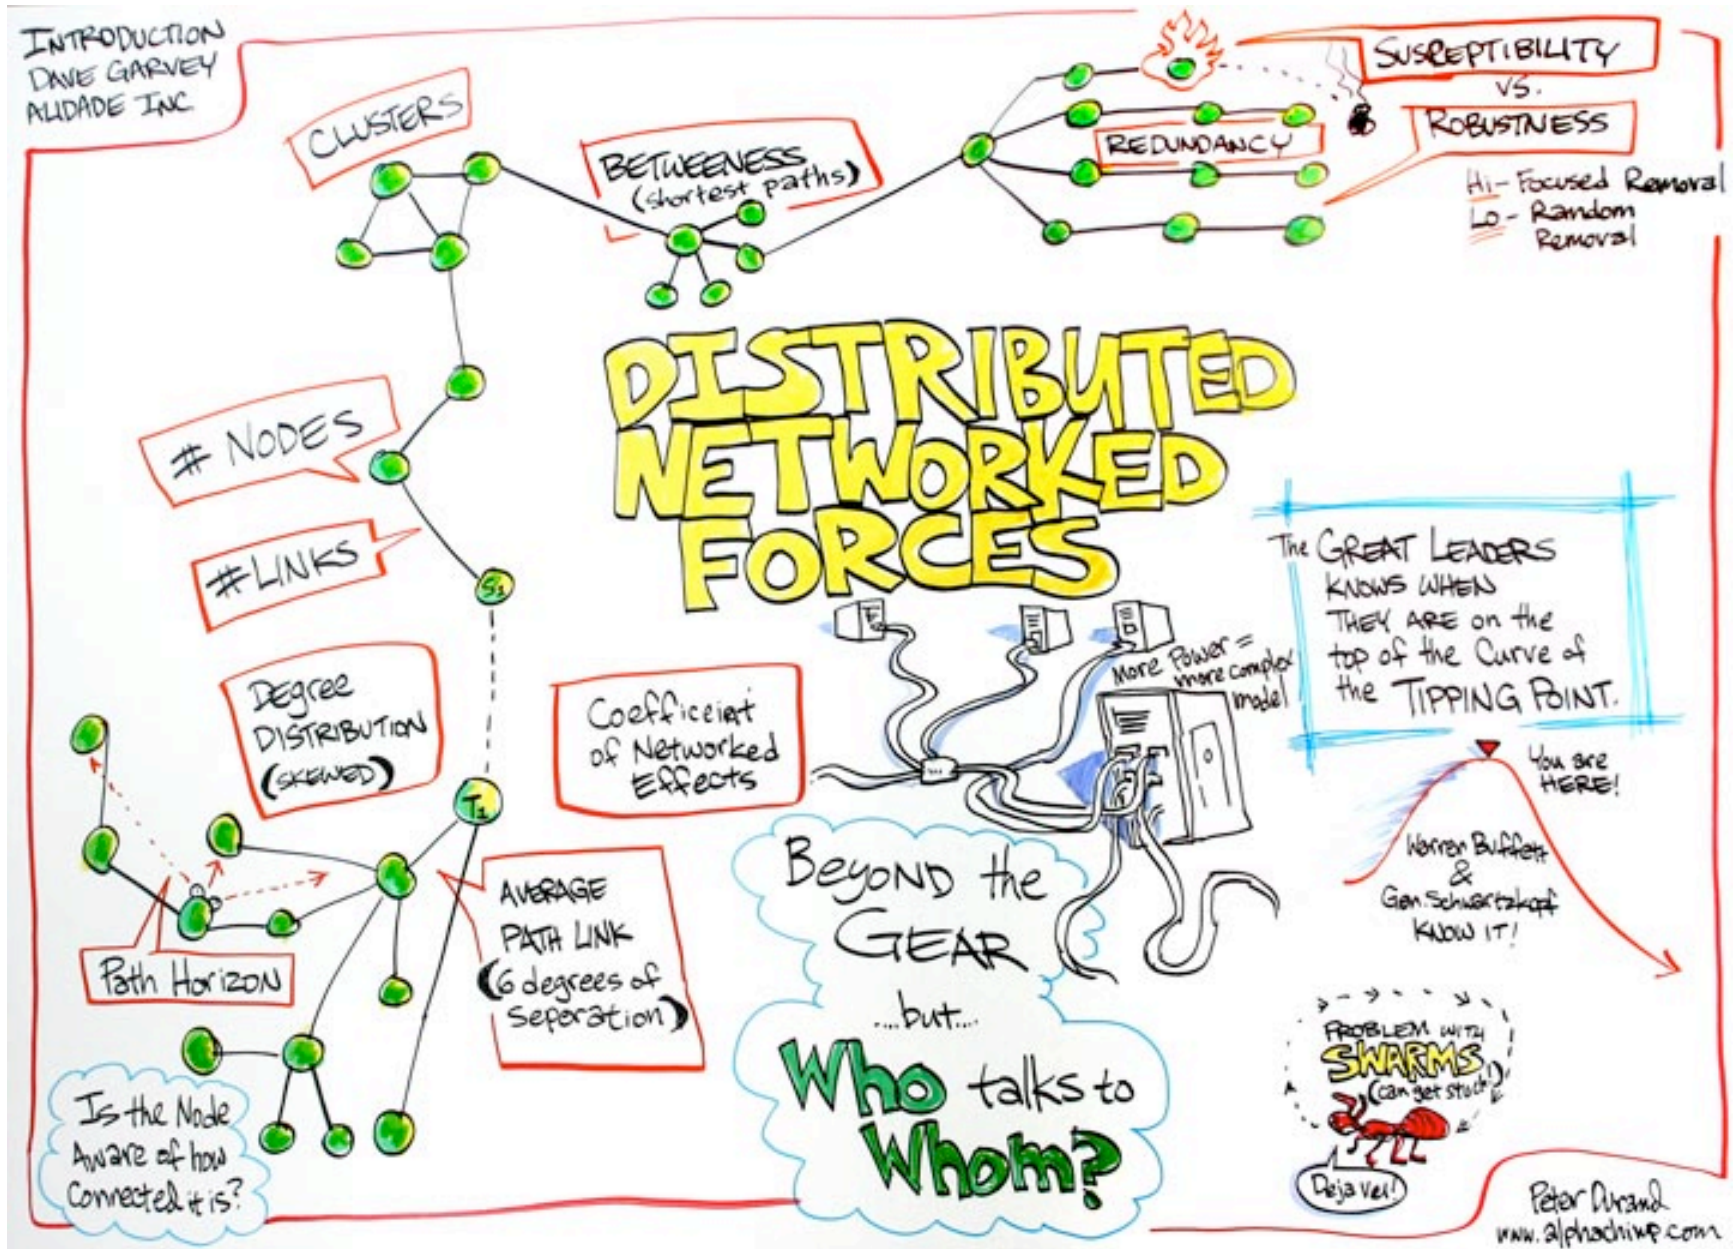 INTRODUCTION
DAVE GARVEY
ALIDADE INC
CLUSTERS
BETWEENESS
(shortest paths)
REDUNDANCY
SUSCEPTIBILITY
VS.
ROBUSTNESS
Hi - Focused Removal
Lo - Random
Removal
DISTRIBUTED
NETWORKED
FORCES
# NODES
# LINKS
S1
Degree
DISTRIBUTION
(SKEWED)
T1
Coefficeint
of Networked
Effects
More Power =
more complex
model
The GREAT LEADERS
KNOWS WHEN
THEY ARE on the
top of the Curve of
the TIPPING POINT.
You are
HERE!
Warren Buffett
&
Gen. Schwartzkopf
KNOW IT!
AVERAGE
PATH LINK
(6 degrees of
Seporation)
Path Horizon
Is the Node
Aware of how
Connected it is?
Beyond the
GEAR
....but....
Who talks to
Whom?
PROBLEM WITH
SWARMS
(can get stuck!)
Deja vu!
Peter Durand
www.alphachimp.com